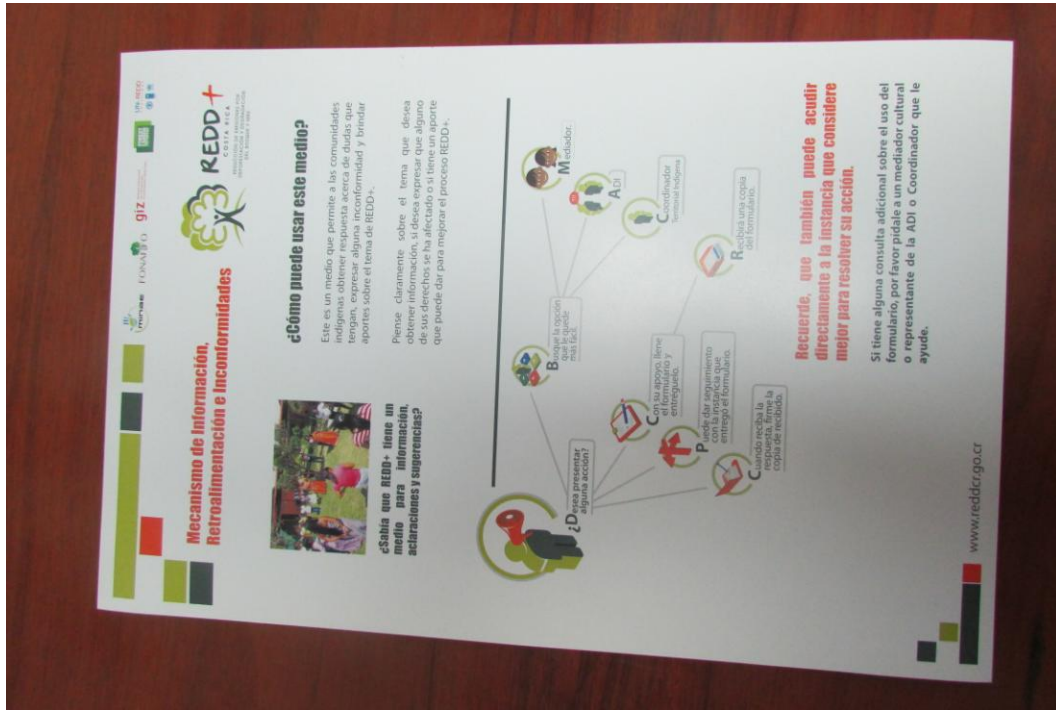 minae FONAFIFO giz UN-REDD
REDD+
COSTA RICA
Mecanismo de Información,
Retroalimentación e Inconformidades
¿Sabía que REDD+ tiene un
medio para información,
aclaraciones y sugerencias?
¿Cómo puede usar este medio?
Este es un medio que permite a las comunidades
indígenas obtener respuesta acerca de dudas que
tengan, expresar alguna inconformidad y brindar
aportes sobre el tema de REDD+.
Piense claramente sobre el tema que desea
obtener información, si desea expresar que alguno
de sus derechos se ha afectado o si tiene un aporte
que puede dar para mejorar el proceso REDD+.
¿Desea presentar
alguna acción?
Busque la opción
que le quede
más fácil.
Mediador.
ADI
Coordinador
Territorial Indígena
Con su apoyo, llene
el formulario y
entreguelo.
Recibirá una copia
del formulario.
Puede dar seguimiento
con la instancia que
entregó el formulario.
Cuando reciba la
respuesta, firme la
copia de recibido.
Recuerde, que también puede acudir
directamente a la instancia que considere
mejor para resolver su acción.
Si tiene alguna consulta adicional sobre el uso del
formulario, por favor pídale a un mediador cultural
o representante de la ADI o Coordinador que le
ayude.
www.reddcr.go.cr